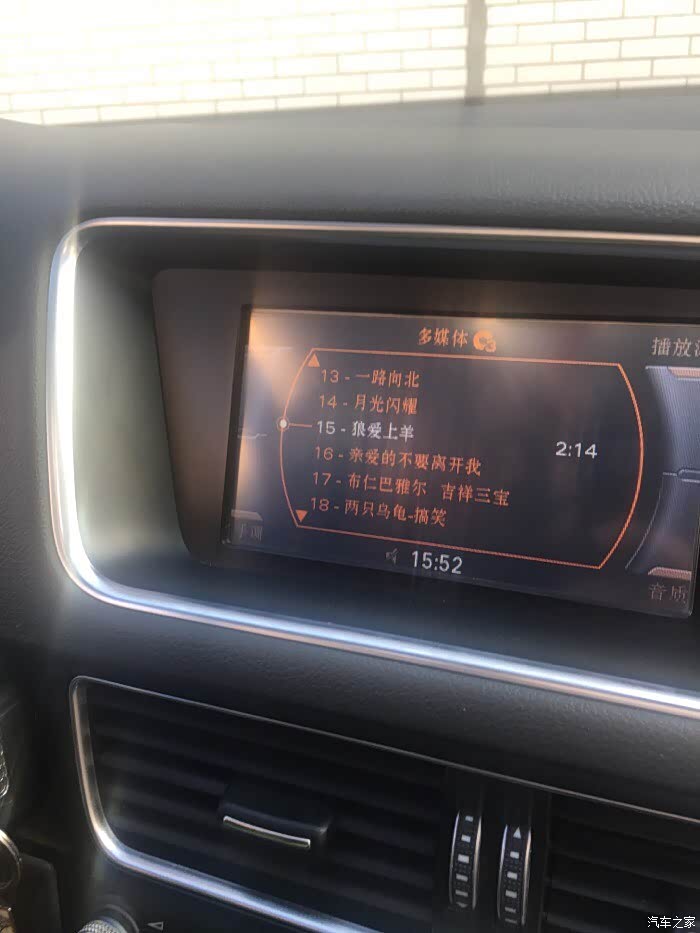 多媒体
播放
13 - 一路向北
14 - 月光闪耀
15 - 狼爱上羊
2:14
16 - 亲爱的不要离开我
17 - 布仁巴雅尔 吉祥三宝
18 - 两只乌龟-搞笑
15:52
音质
汽车之家